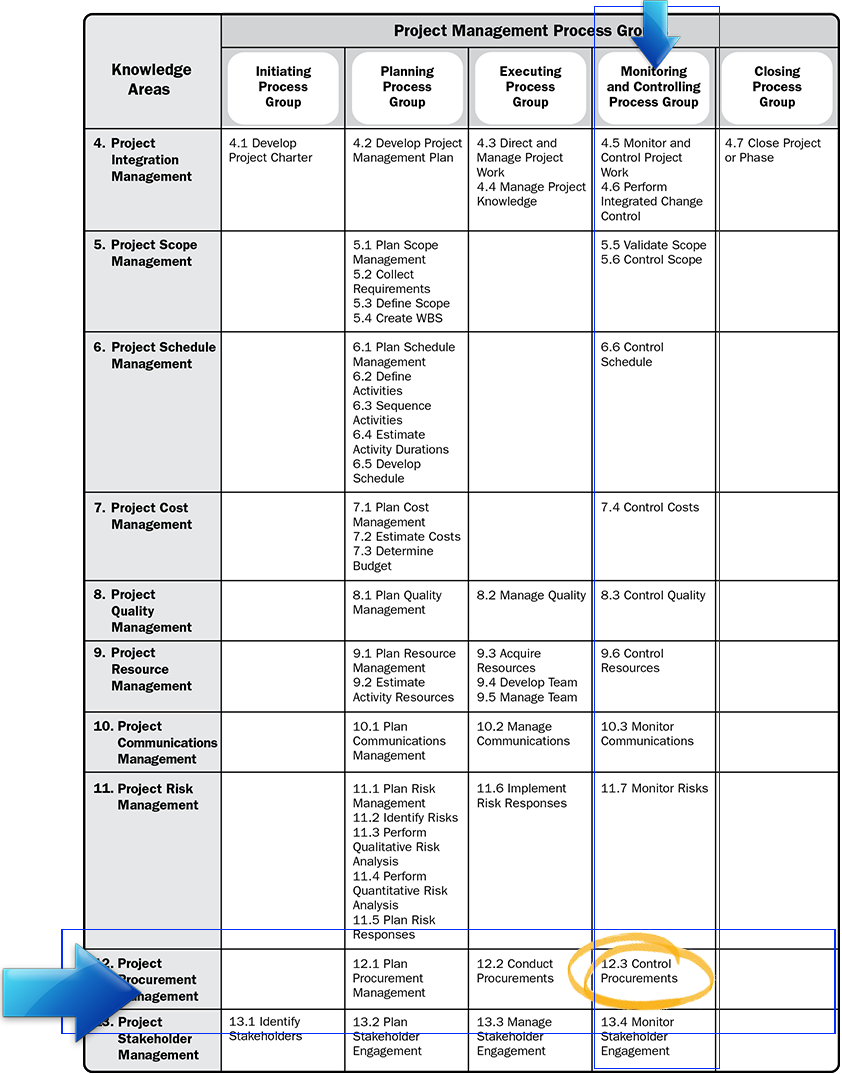 Project Management Process Gro
Knowledge
Areas
Initiating
Process
Group
Planning
Process
Group
Executing
Process
Group
Monitoring
and Controlling
Process Group
Closing
Process
Group
4. Project
Integration
Management
4.1 Develop
Project Charter
4.2 Develop Project
Management Plan
4.3 Direct and
Manage Project
Work
4.4 Manage Project
Knowledge
4.5 Monitor and
Control Project
Work
4.6 Perform
Integrated Change
Control
4.7 Close Project
or Phase
5. Project Scope
Management
5.1 Plan Scope
Management
5.2 Collect
Requirements
5.3 Define Scope
5.4 Create WBS
5.5 Validate Scope
5.6 Control Scope
6. Project Schedule
Management
6.1 Plan Schedule
Management
6.2 Define
Activities
6.3 Sequence
Activities
6.4 Estimate
Activity Durations
6.5 Develop
Schedule
6.6 Control
Schedule
7. Project Cost
Management
7.1 Plan Cost
Management
7.2 Estimate Costs
7.3 Determine
Budget
7.4 Control Costs
8. Project
Quality
Management
8.1 Plan Quality
Management
8.2 Manage Quality
8.3 Control Quality
9. Project
Resource
Management
9.1 Plan Resource
Management
9.2 Estimate
Activity Resources
9.3 Acquire
Resources
9.4 Develop Team
9.5 Manage Team
9.6 Control
Resources
10. Project
Communications
Management
10.1 Plan
Communications
Management
10.2 Manage
Communications
10.3 Monitor
Communications
11. Project Risk
Management
11.1 Plan Risk
Management
11.2 Identify Risks
11.3 Perform
Qualitative Risk
Analysis
11.4 Perform
Quantitative Risk
Analysis
11.5 Plan Risk
Responses
11.6 Implement
Risk Responses
11.7 Monitor Risks
12. Project
Procurement
Management
12.1 Plan
Procurement
Management
12.2 Conduct
Procurements
12.3 Control
Procurements
13. Project
Stakeholder
Management
13.1 Identify
Stakeholders
13.2 Plan
Stakeholder
Engagement
13.3 Manage
Stakeholder
Engagement
13.4 Monitor
Stakeholder
Engagement